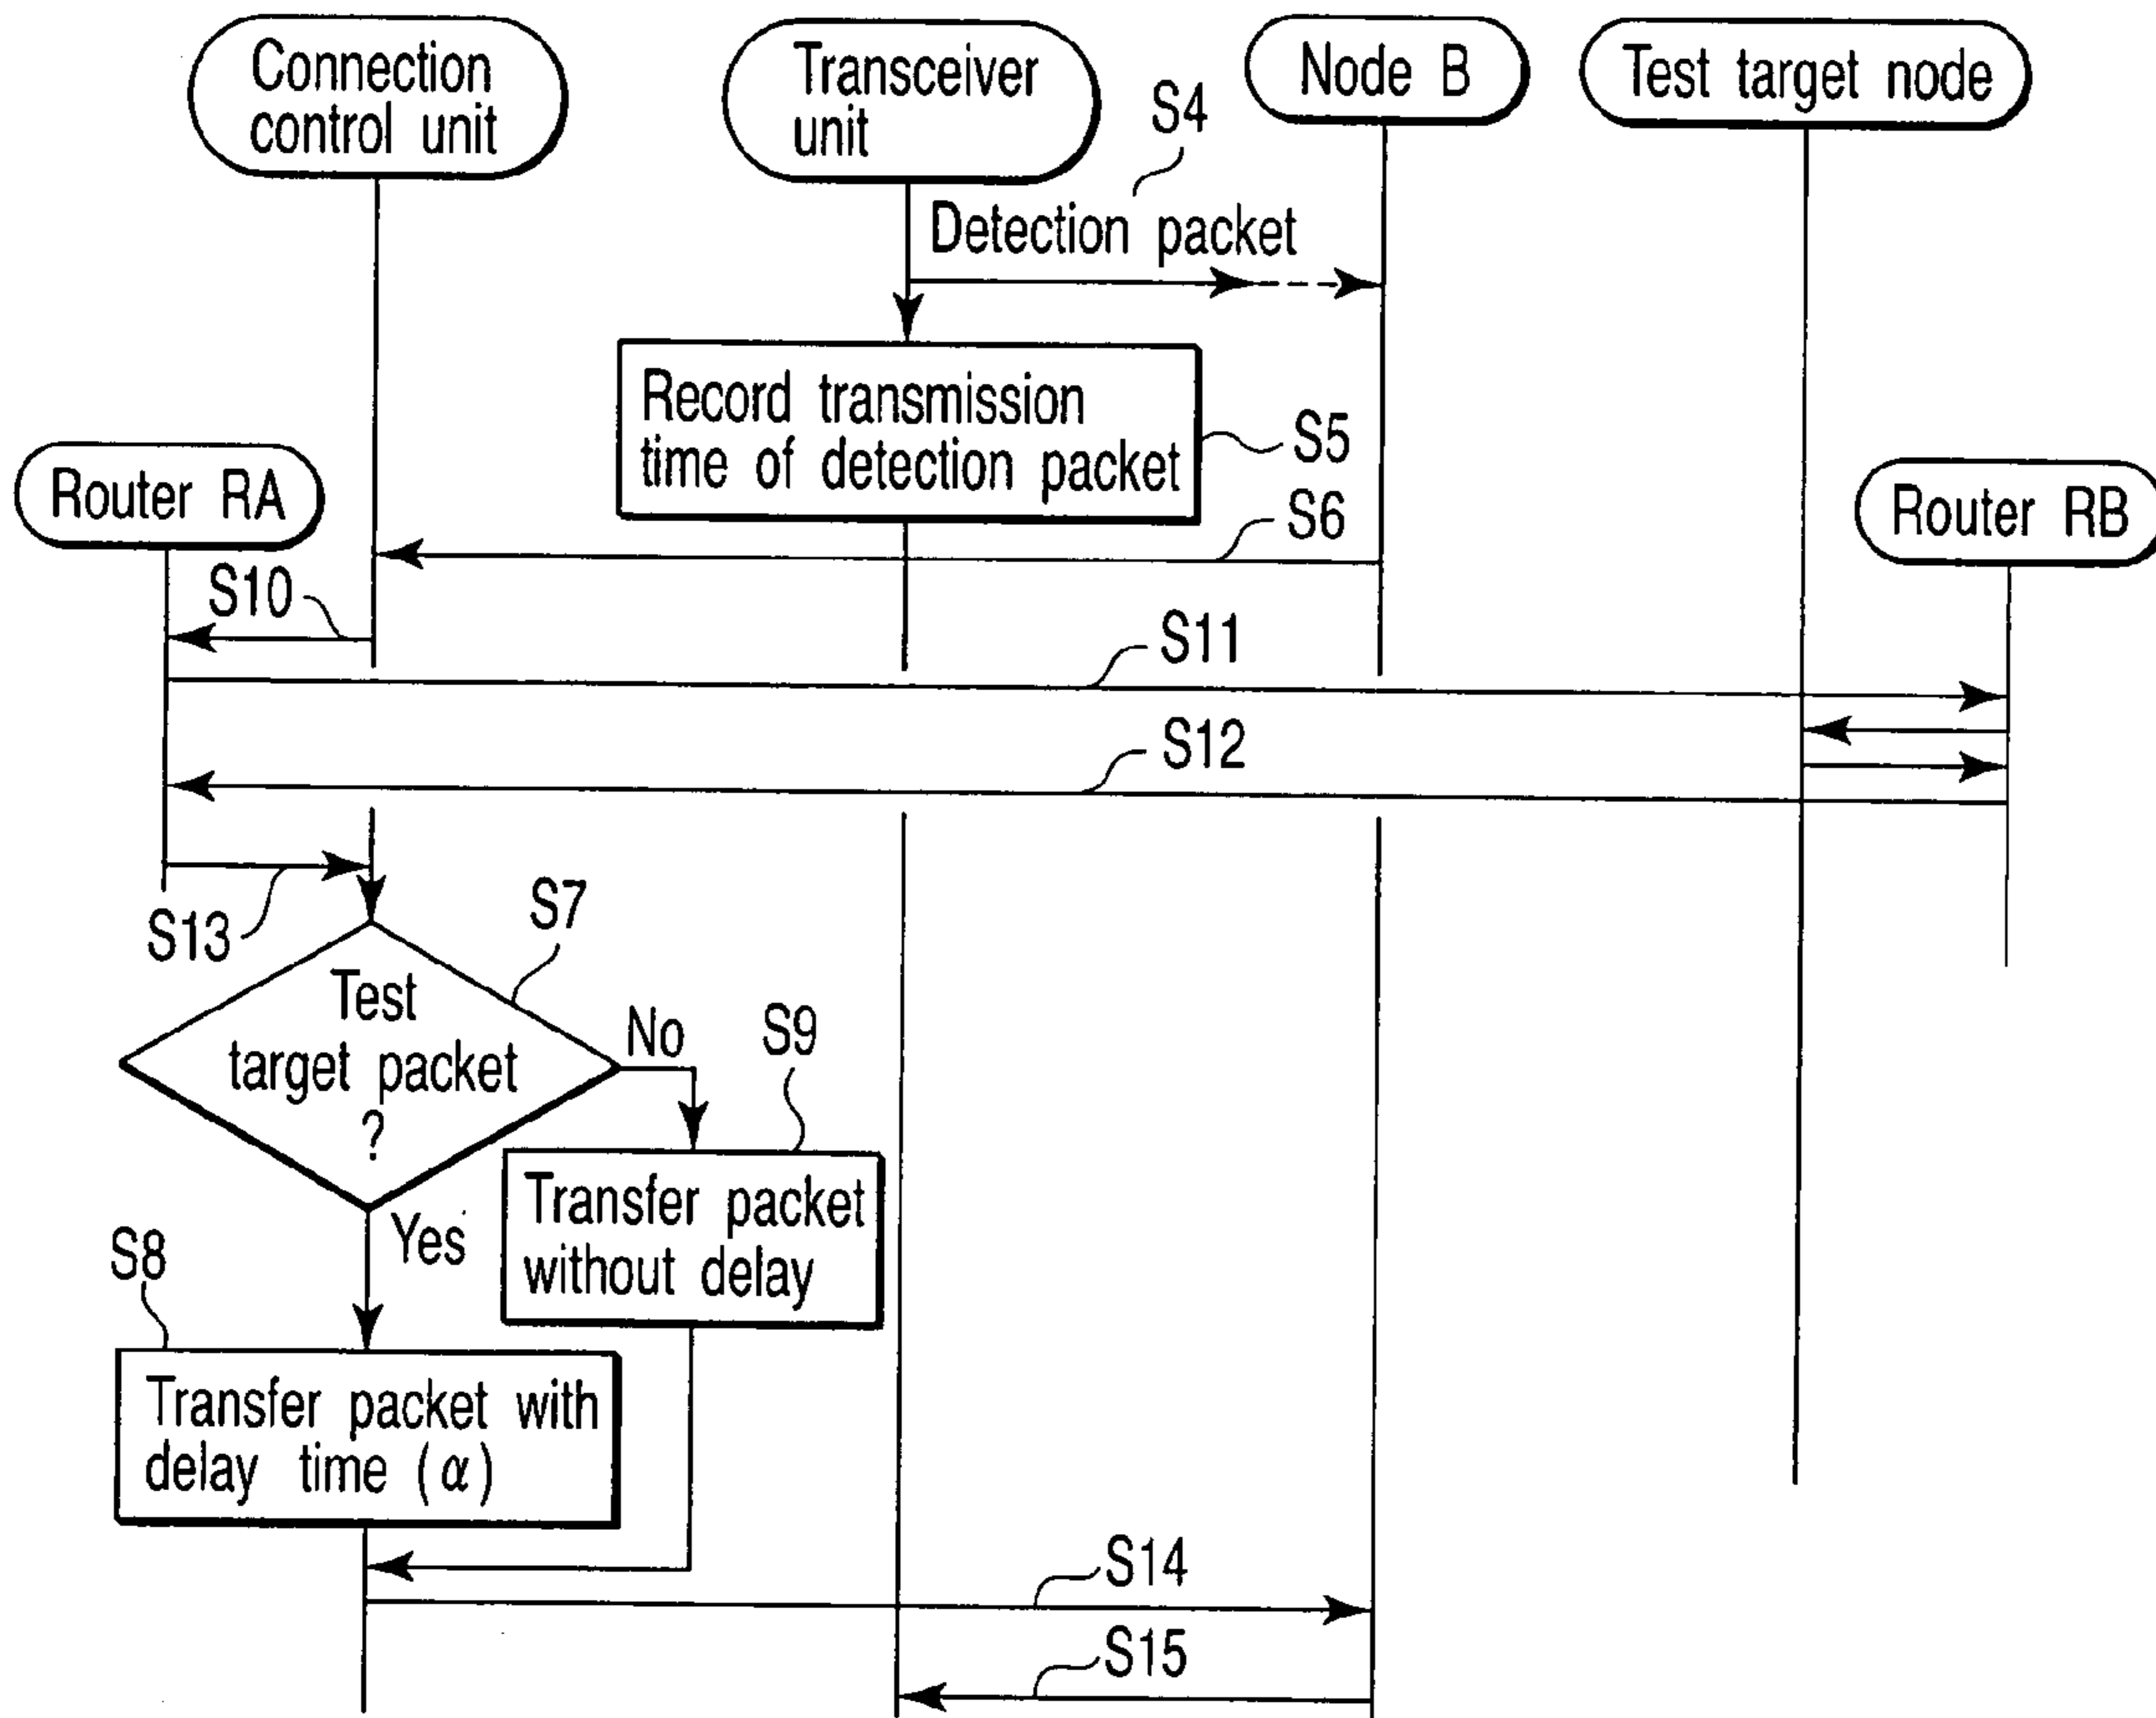 Connection
control unit
Transceiver
unit
Node B
Test target node
S4
Detection packet
Record transmission
time of detection packet
S5
Router RA
Router RB
S6
S10
S11
S12
S13
S7
Test
target packet
?
No
S9
Yes
Transfer packet
without delay
S8
Transfer packet with
delay time (α)
S14
S15